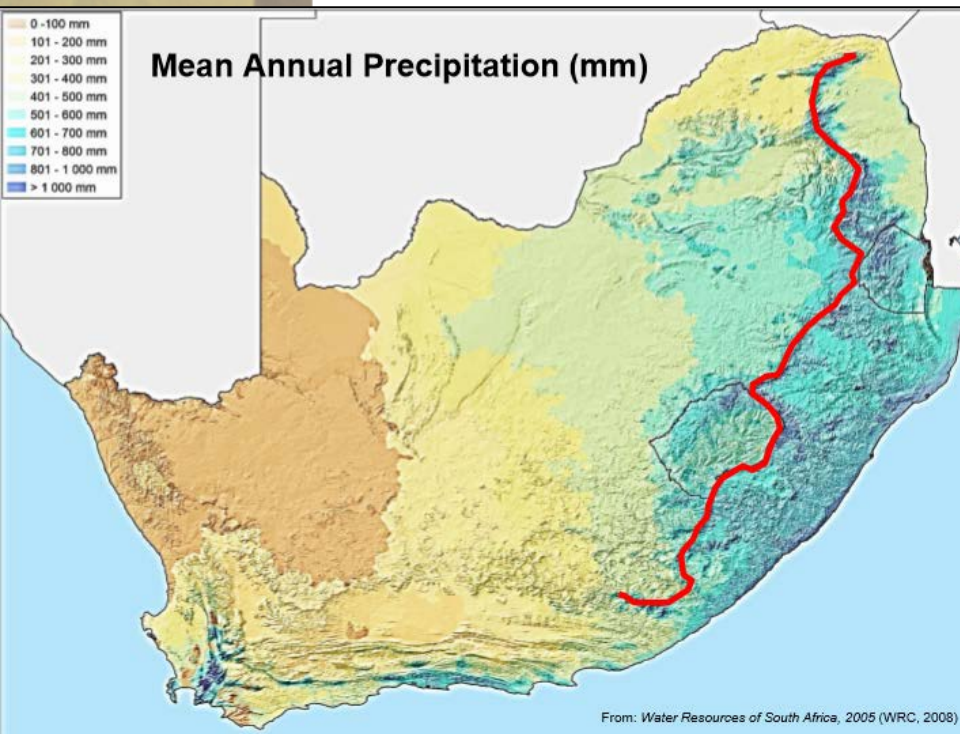 0 -100 mm
101 - 200 mm
201 - 300 mm
301 - 400 mm
401 - 500 mm
501 - 600 mm
601 - 700 mm
701 - 800 mm
801 - 1 000 mm
> 1 000 mm
Mean Annual Precipitation (mm)
From: Water Resources of South Africa, 2005 (WRC, 2008)